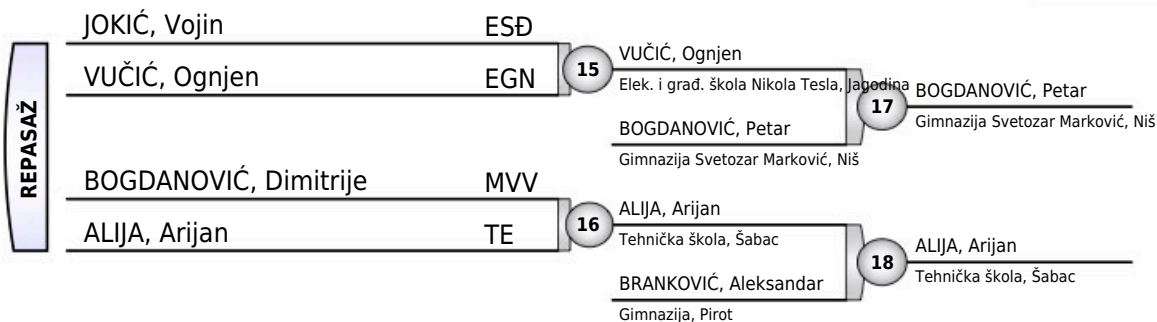 JOKIĆ, Vojin ESĐ
VUČIĆ, Ognjen EGN
REPASAŽ
BOGDANOVIĆ, Dimitrije MVV
ALIJA, Arijan TE
15
VUČIĆ, Ognjen
Elek. i građ. škola Nikola Tesla, Jagodina
BOGDANOVIĆ, Petar
Gimnazija Svetozar Marković, Niš
16
ALIJA, Arijan
Tehnička škola, Šabac
BRANKOVIĆ, Aleksandar
Gimnazija, Pirot
17
BOGDANOVIĆ, Petar
Gimnazija Svetozar Marković, Niš
18
ALIJA, Arijan
Tehnička škola, Šabac